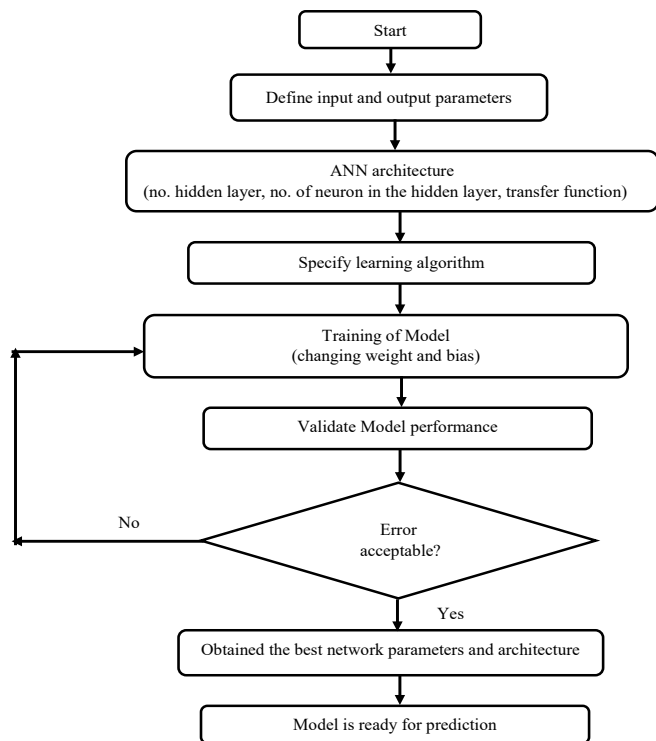 Start
Define input and output parameters
ANN architecture
(no. hidden layer, no. of neuron in the hidden layer, transfer function)
Specify learning algorithm
Training of Model
(changing weight and bias)
Validate Model performance
No
Error
acceptable?
Yes
Obtained the best network parameters and architecture
Model is ready for prediction